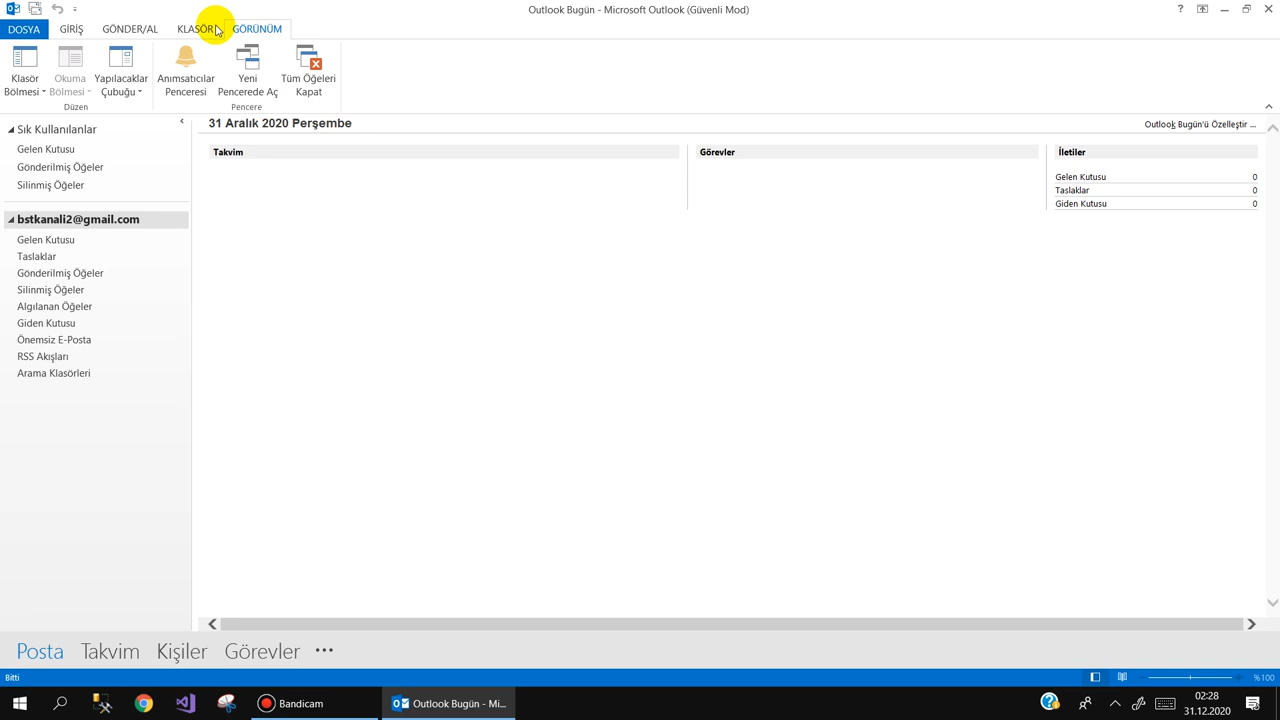 Outlook Bugün - Microsoft Outlook (Güvenli Mod)
DOSYA GİRİŞ GÖNDER/AL KLASÖR GÖRÜNÜM
Klasör Bölmesi
Okuma Bölmesi
Yapılacaklar Çubuğu
Anımsatıcılar Penceresi
Yeni Pencerede Aç
Tüm Öğeleri Kapat
Düzen
Pencere
Sık Kullanılanlar
Gelen Kutusu
Gönderilmiş Öğeler
Silinmiş Öğeler
bstkanali2@gmail.com
Gelen Kutusu
Taslaklar
Gönderilmiş Öğeler
Silinmiş Öğeler
Algılanan Öğeler
Giden Kutusu
Önemsiz E-Posta
RSS Akışları
Arama Klasörleri
31 Aralık 2020 Perşembe
Outlook Bugün'ü Özelleştir ...
Takvim
Görevler
İletiler
Gelen Kutusu 0
Taslaklar 0
Giden Kutusu 0
Posta Takvim Kişiler Görevler •••
Bitti
%100
Bandicam
Outlook Bugün - Mi...
02:28
31.12.2020